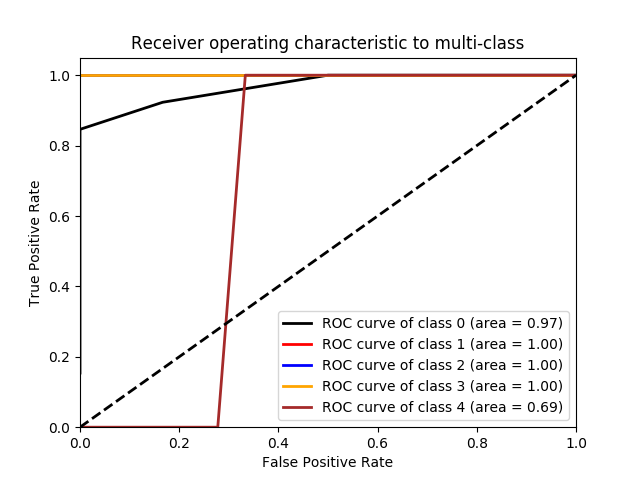 Receiver operating characteristic to multi-class
1.0
0.8
0.6
0.4
0.2
0.0
True Positive Rate
ROC curve of class 0 (area = 0.97)
ROC curve of class 1 (area = 1.00)
ROC curve of class 2 (area = 1.00)
ROC curve of class 3 (area = 1.00)
ROC curve of class 4 (area = 0.69)
0.0 0.2 0.4 0.6 0.8 1.0
False Positive Rate